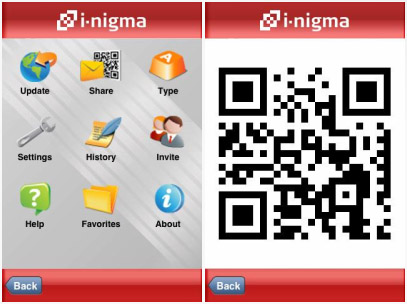 i-nigma
Update Share Type
Settings History Invite
Help Favorites About
Back
i-nigma
Back